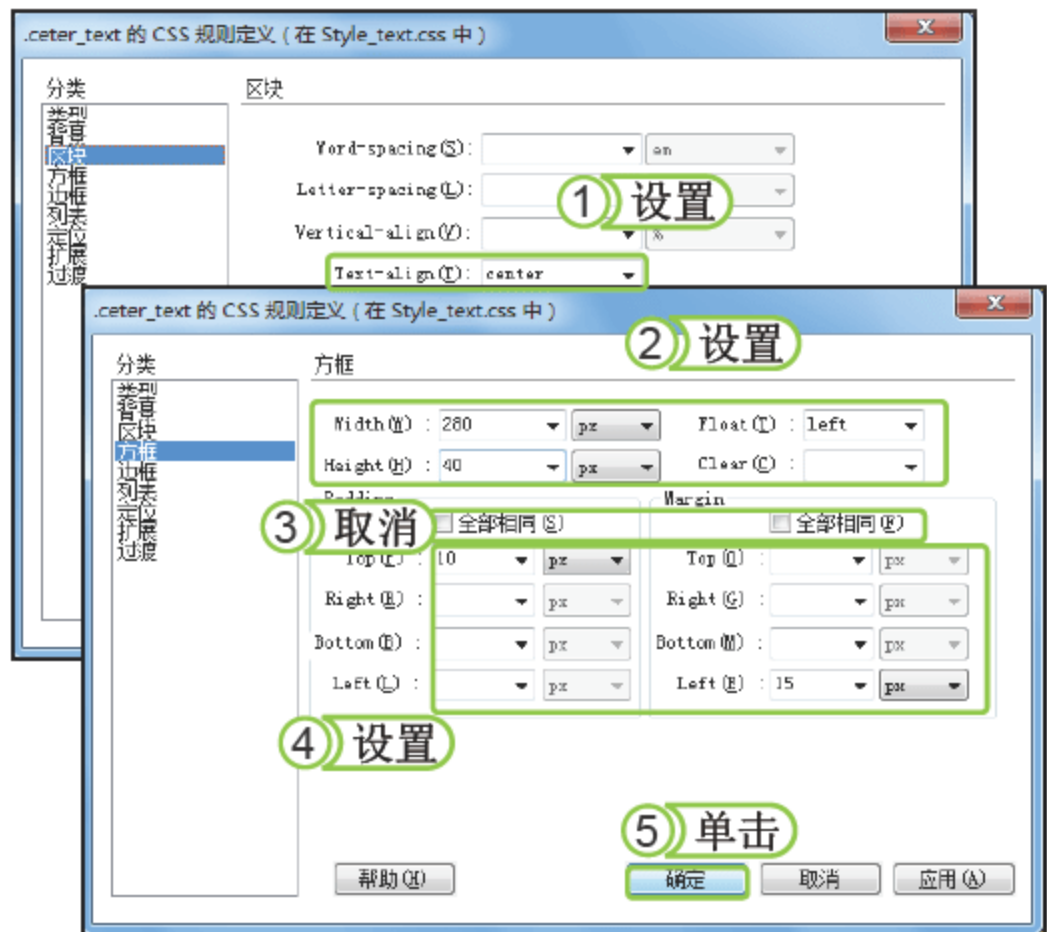 .ceter_text 的 CSS 规则定义 ( 在 Style_text.css 中 )
分类
类型
背景
区块
方框
边框
列表
定位
扩展
过渡
区块
Word-spacing(S): em
Letter-spacing(L):
① 设置
Vertical-align(V): %
Text-align(T): center
.ceter_text 的 CSS 规则定义 ( 在 Style_text.css 中 )
② 设置
分类
类型
背景
区块
方框
边框
列表
定位
扩展
过渡
方框
Width(W) : 280 px Float(T) : left
Height(H) : 40 px Clear(C) :
Padding Margin
③ 取消 全部相同(S) 全部相同(F)
Top(P) : 10 px Top(O) : px
Right(R) : px Right(G) : px
Bottom(B) : px Bottom(M) : px
Left(L) : px Left(E) : 15 px
④ 设置
⑤ 单击
帮助(H) 确定 取消 应用(A)